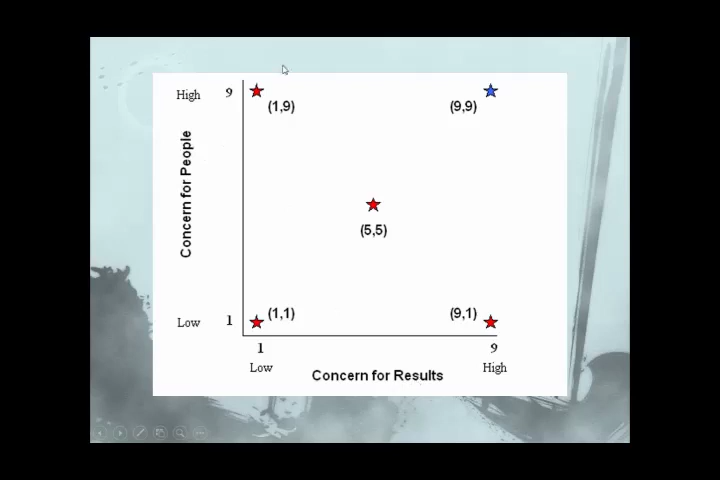 High 9
(1,9)
(9,9)
Concern for People
(5,5)
(1,1)
(9,1)
Low 1
1
9
Low
High
Concern for Results